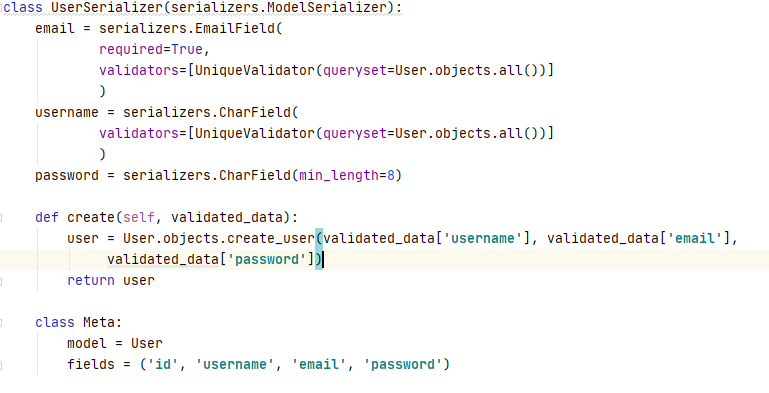 class UserSerializer(serializers.ModelSerializer):
    email = serializers.EmailField(
            required=True,
            validators=[UniqueValidator(queryset=User.objects.all())]
            )
    username = serializers.CharField(
            validators=[UniqueValidator(queryset=User.objects.all())]
            )
    password = serializers.CharField(min_length=8)

    def create(self, validated_data):
        user = User.objects.create_user(validated_data['username'], validated_data['email'],
             validated_data['password'])
        return user

    class Meta:
        model = User
        fields = ('id', 'username', 'email', 'password')